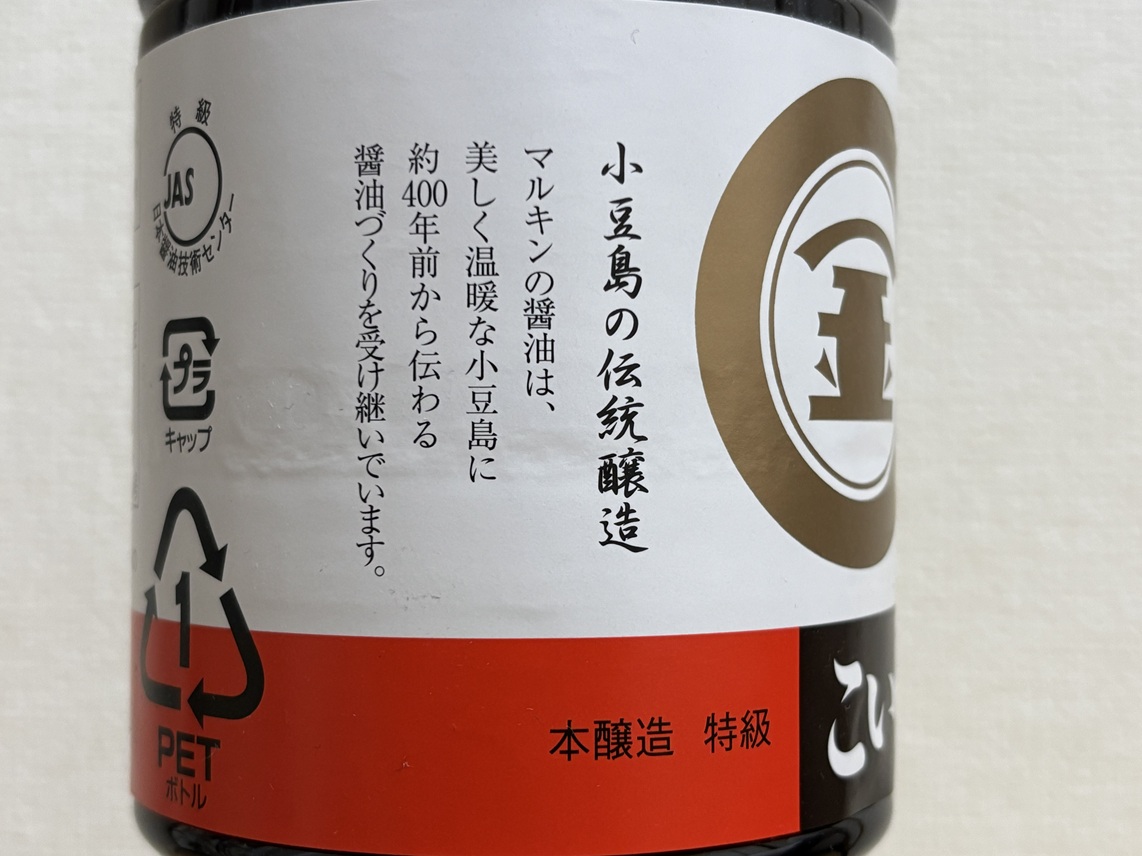 金
小豆島の伝統醸造
マルキンの醤油は、
美しく温暖な小豆島に
約400年前から伝わる
醤油づくりを受け継いでいます。
特級
JAS
日本醤油技術センター
プラ
キャップ
1
PET
ボトル
本醸造 特級
こい